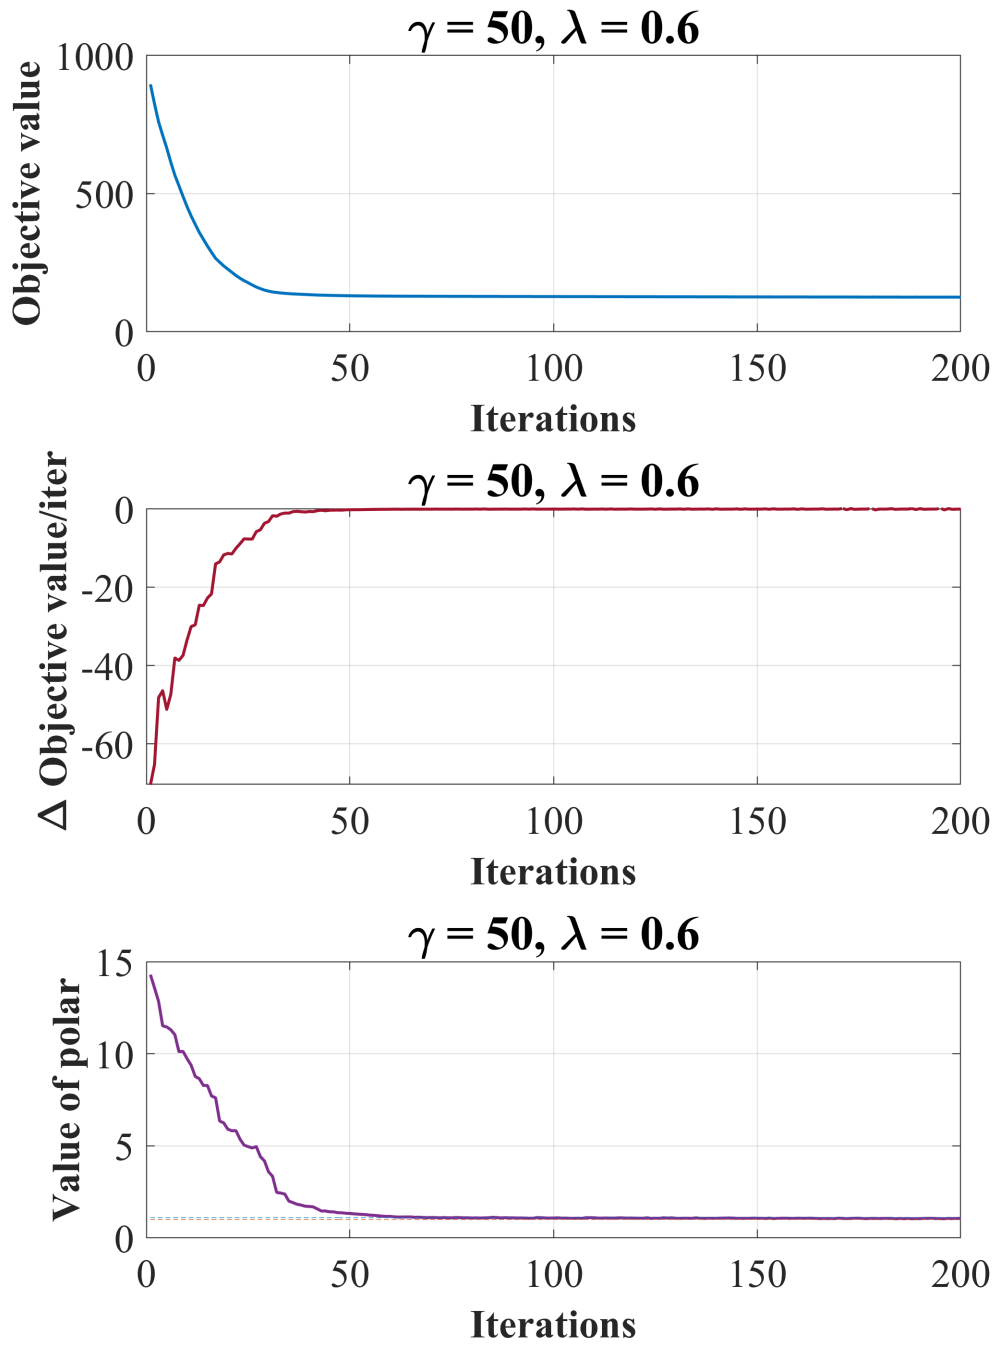 γ = 50, λ = 0.6
Objective value
1000
500
0
0 50 100 150 200
Iterations
γ = 50, λ = 0.6
Δ Objective value/iter
0
-20
-40
-60
0 50 100 150 200
Iterations
γ = 50, λ = 0.6
Value of polar
15
10
5
0
0 50 100 150 200
Iterations